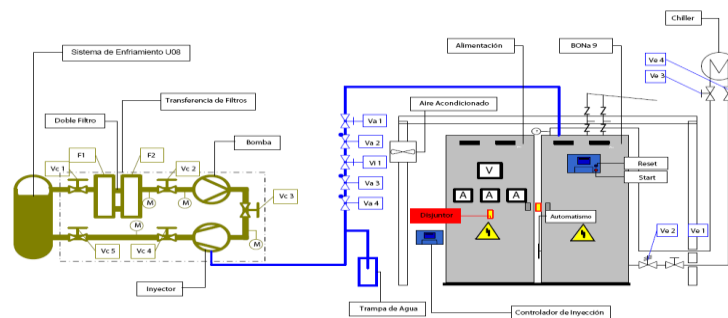 Chiller
Sistema de Enfriamiento U08
Alimentación
BONa 9
Ve 4
Ve 3
Transferencia de Filtros
Aire Acondicionado
Doble Filtro
Bomba
Va 1
F1
F2
Va 2
Vc 1
Vc 2
VI 1
Reset
V
Start
Va 3
M
M
Vc 3
A
A
A
Va 4
Disjuntor
Automatismo
M
M
Ve 2
Ve 1
Vc 5
Vc 4
Inyector
Trampa de Agua
Controlador de Inyección
M